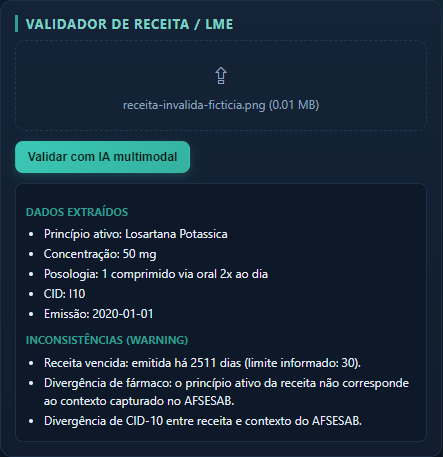 VALIDADOR DE RECEITA / LME
receita-invalida-ficticia.png (0.01 MB)
Validar com IA multimodal
DADOS EXTRAÍDOS
• Princípio ativo: Losartana Potassica
• Concentração: 50 mg
• Posologia: 1 comprimido via oral 2x ao dia
• CID: I10
• Emissão: 2020-01-01
INCONSISTÊNCIAS (WARNING)
• Receita vencida: emitida há 2511 dias (limite informado: 30).
• Divergência de fármaco: o princípio ativo da receita não corresponde
ao contexto capturado no AFSESAB.
• Divergência de CID-10 entre receita e contexto do AFSESAB.